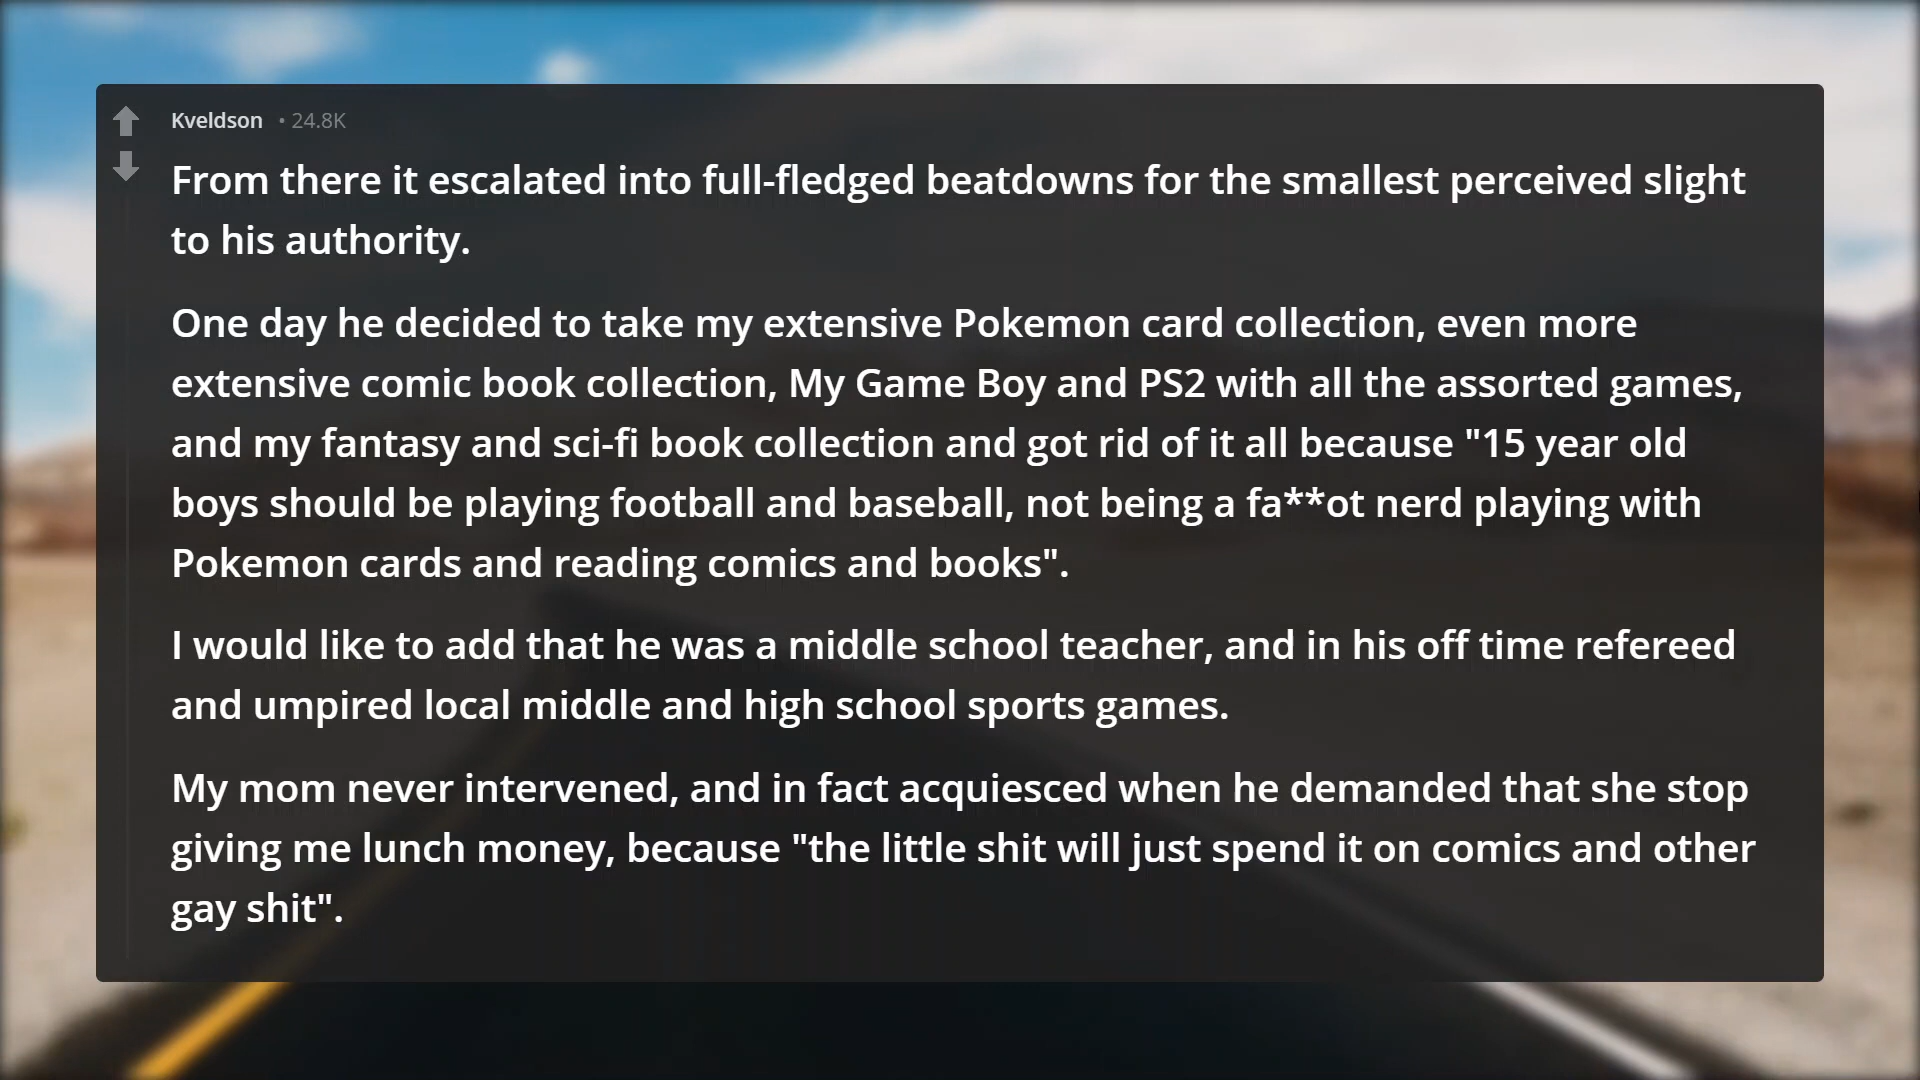 Kveldson • 24.8K
From there it escalated into full-fledged beatdowns for the smallest perceived slight
to his authority.
One day he decided to take my extensive Pokemon card collection, even more
extensive comic book collection, My Game Boy and PS2 with all the assorted games,
and my fantasy and sci-fi book collection and got rid of it all because "15 year old
boys should be playing football and baseball, not being a fa**ot nerd playing with
Pokemon cards and reading comics and books".
I would like to add that he was a middle school teacher, and in his off time refereed
and umpired local middle and high school sports games.
My mom never intervened, and in fact acquiesced when he demanded that she stop
giving me lunch money, because "the little shit will just spend it on comics and other
gay shit".